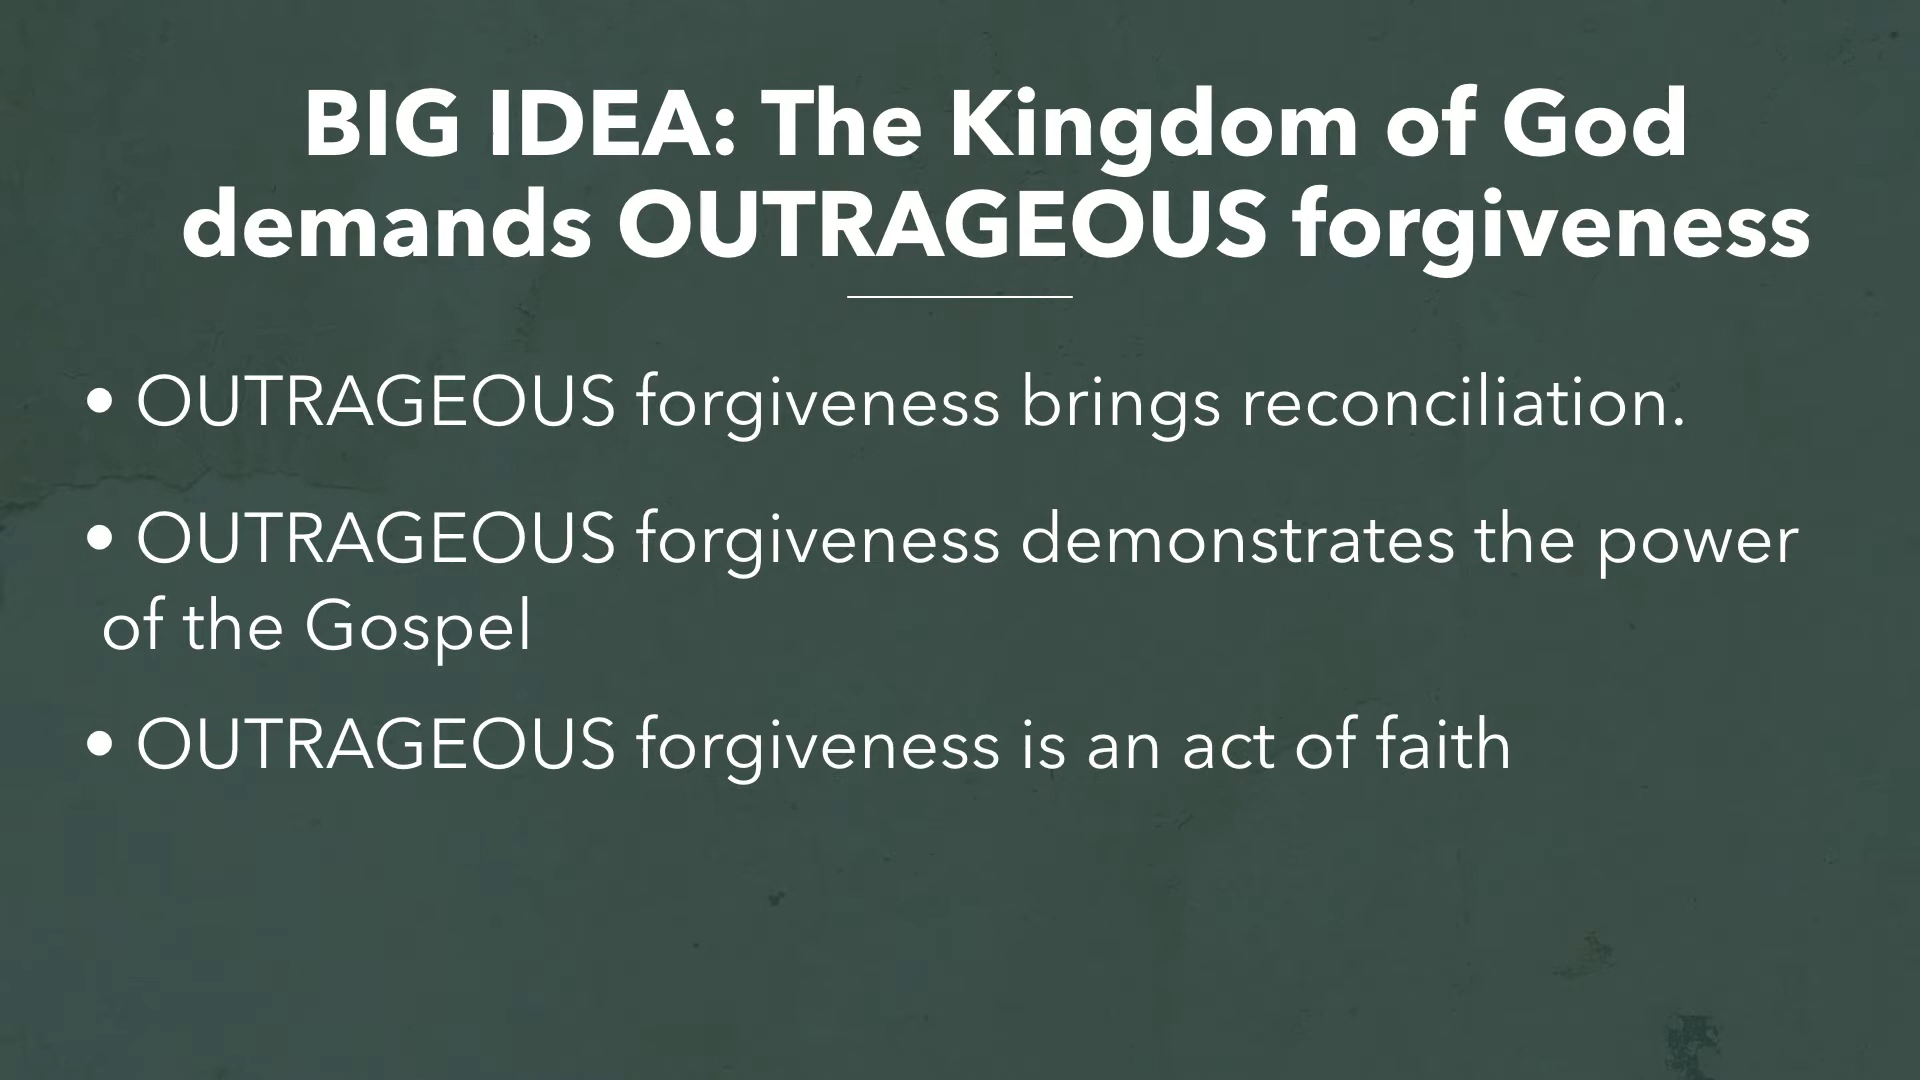 BIG IDEA: The Kingdom of God
demands OUTRAGEOUS forgiveness
• OUTRAGEOUS forgiveness brings reconciliation.
• OUTRAGEOUS forgiveness demonstrates the power
of the Gospel
• OUTRAGEOUS forgiveness is an act of faith